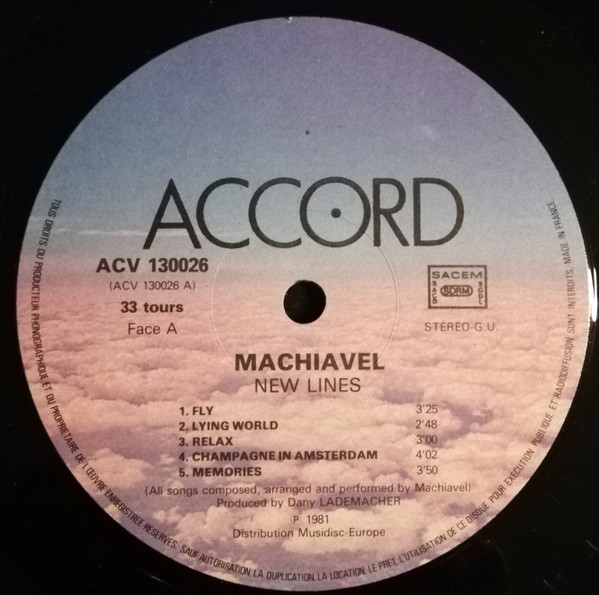 ACCORD
ACV 130026
(ACV 130026 A)
33 tours
Face A
SACEM
SACD
SDRM
SGDL
STÉRÉO-G.U.
MACHIAVEL
NEW LINES
1. FLY 3'25
2. LYING WORLD 2'48
3. RELAX 3'00
4. CHAMPAGNE IN AMSTERDAM 4'02
5. MEMORIES 3'50
(All songs composed, arranged and performed by Machiavel)
Produced by Dany LADEMACHER
P 1981
Distribution Musidisc-Europe
TOUS DROITS DU PRODUCTEUR PHONOGRAPHIQUE ET DU PROPRIETAIRE DE L'ŒUVRE ENREGISTREE RESERVES. SAUF AUTORISATION, LA DUPLICATION, LA LOCATION, LE PRET, L'UTILISATION DE CE DISQUE POUR EXECUTION PUBLIQUE ET RADIODIFFUSION SONT INTERDITS. MADE IN FRANCE.